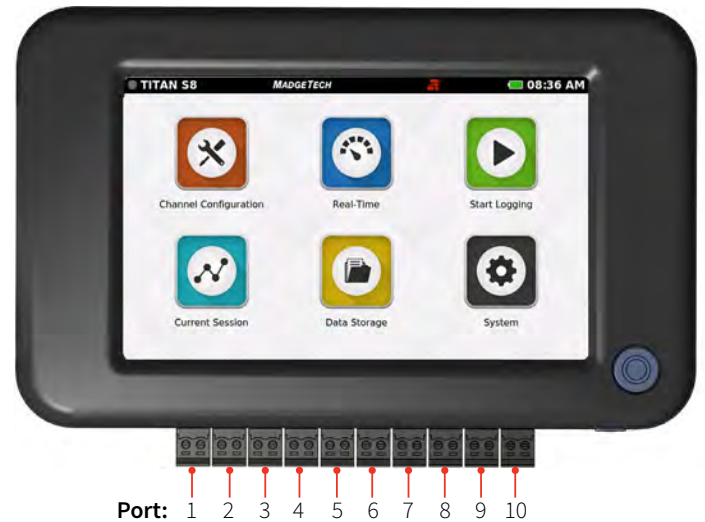 TITAN S8 MADGETECH 08:36 AM
Channel Configuration Real-Time Start Logging
Current Session Data Storage System
Port: 1 2 3 4 5 6 7 8 9 10